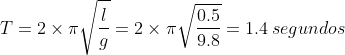 T = 2 × π√(l/g) = 2 × π√(0.5/9.8) = 1.4 segundos